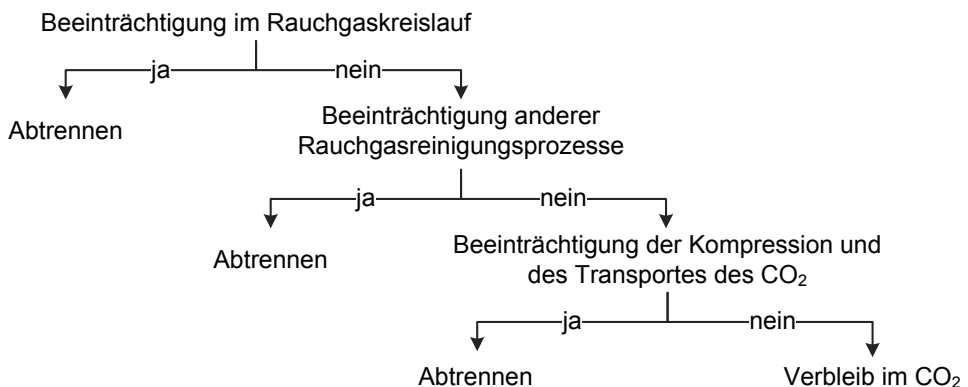 Beeinträchtigung im Rauchgaskreislauf
ja
nein
Abtrennen
Beeinträchtigung anderer
Rauchgasreinigungsprozesse
ja
nein
Abtrennen
Beeinträchtigung der Kompression und
des Transportes des CO₂
ja
nein
Abtrennen
Verbleib im CO₂